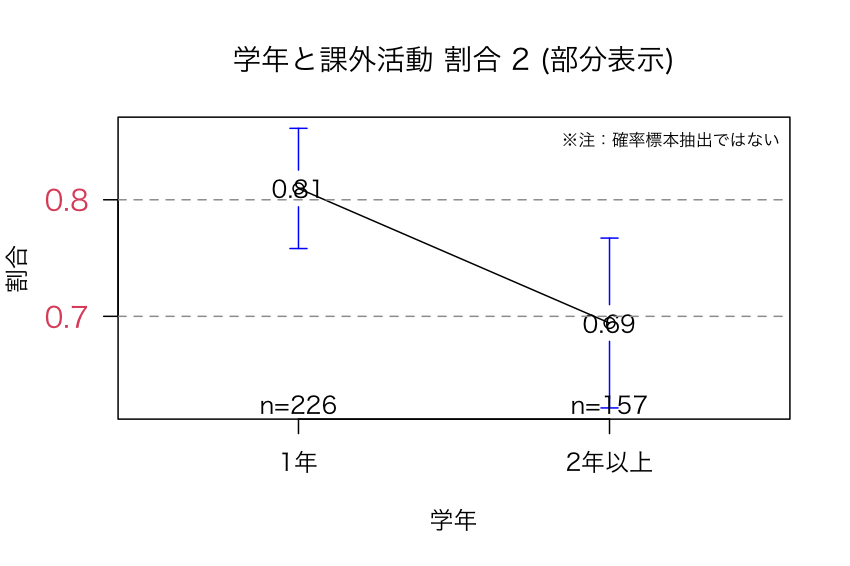 学年と課外活動 割合 2 (部分表示)
※注：確率標本抽出ではない
0.8
0.7
割合
0.81
0.69
n=226
n=157
1年
2年以上
学年